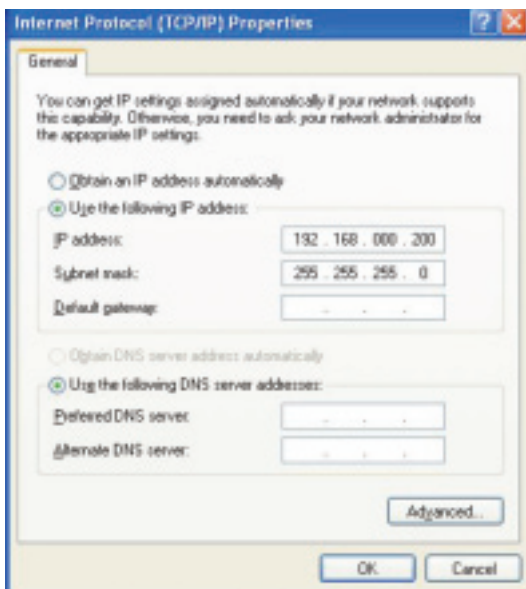 Internet Protocol (TCP/IP) Properties
General
You can get IP settings assigned automatically if your network supports
this capability. Otherwise, you need to ask your network administrator for
the appropriate IP settings.
Obtain an IP address automatically
Use the following IP address:
IP address: 192 . 168 . 000 . 200
Subnet mask: 255 . 255 . 255 . 0
Default gateway: . . .
Obtain DNS server address automatically
Use the following DNS server addresses:
Preferred DNS server: . . .
Alternate DNS server: . . .
Advanced...
OK Cancel